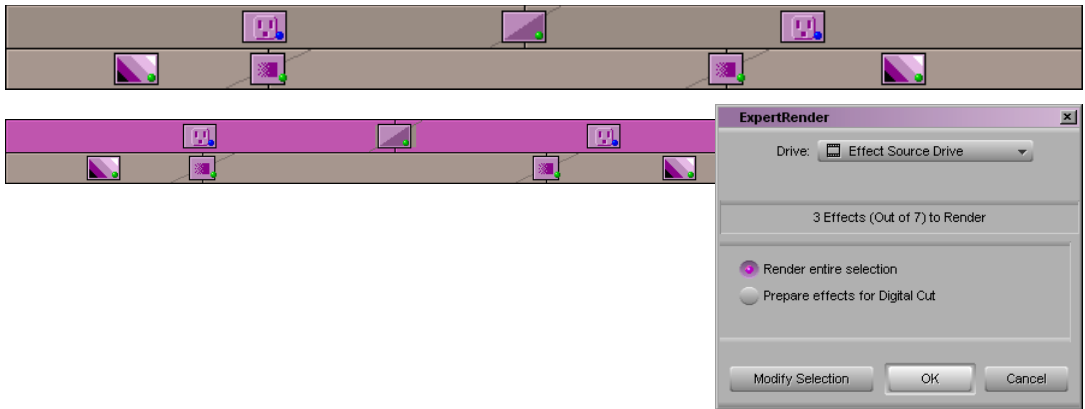 ExpertRender
Drive: Effect Source Drive
3 Effects (Out of 7) to Render
Render entire selection
Prepare effects for Digital Cut
Modify Selection OK Cancel